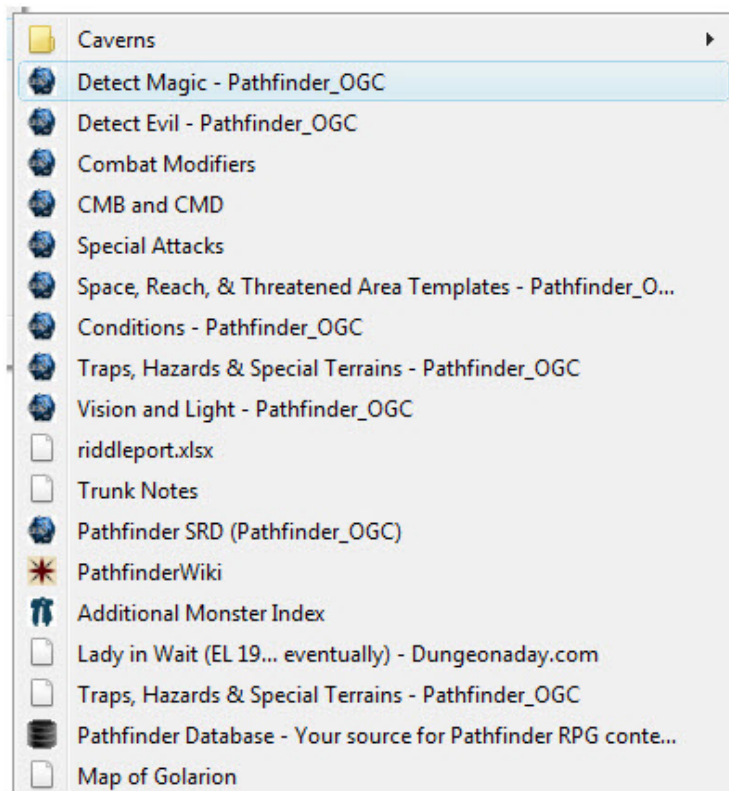 Caverns
Detect Magic - Pathfinder_OGC
Detect Evil - Pathfinder_OGC
Combat Modifiers
CMB and CMD
Special Attacks
Space, Reach, & Threatened Area Templates - Pathfinder_O...
Conditions - Pathfinder_OGC
Traps, Hazards & Special Terrains - Pathfinder_OGC
Vision and Light - Pathfinder_OGC
riddleport.xlsx
Trunk Notes
Pathfinder SRD (Pathfinder_OGC)
PathfinderWiki
Additional Monster Index
Lady in Wait (EL 19... eventually) - Dungeonaday.com
Traps, Hazards & Special Terrains - Pathfinder_OGC
Pathfinder Database - Your source for Pathfinder RPG conte...
Map of Golarion